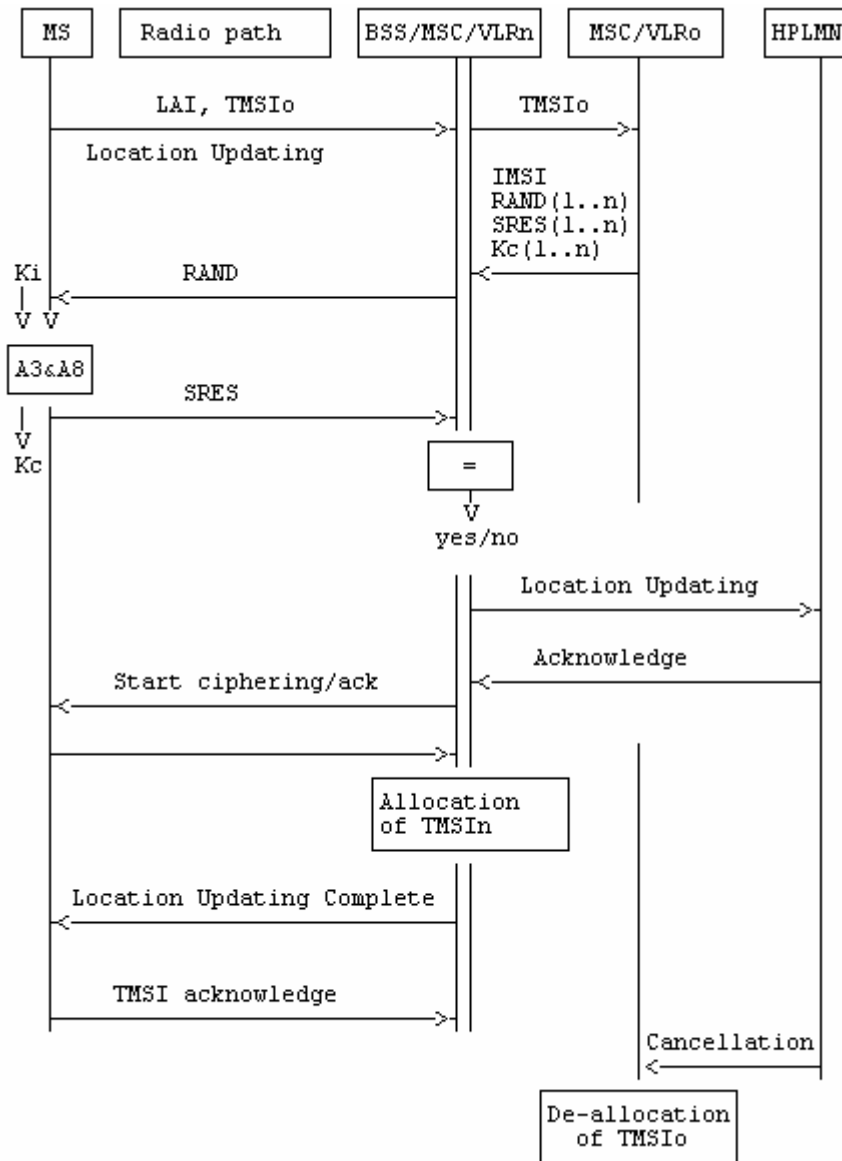 MS Radio path BSS/MSC/VLRn MSC/VLRo HPLMN
LAI, TMSIo TMSIo
Location Updating
IMSI
RAND(1..n)
SRES(1..n)
Kc(1..n)
Ki RAND
V V
A3&A8
SRES
V
Kc
=
V
yes/no
Location Updating
Acknowledge
Start ciphering/ack
Allocation
of TMSIn
Location Updating Complete
TMSI acknowledge
Cancellation
De-allocation
of TMSIo